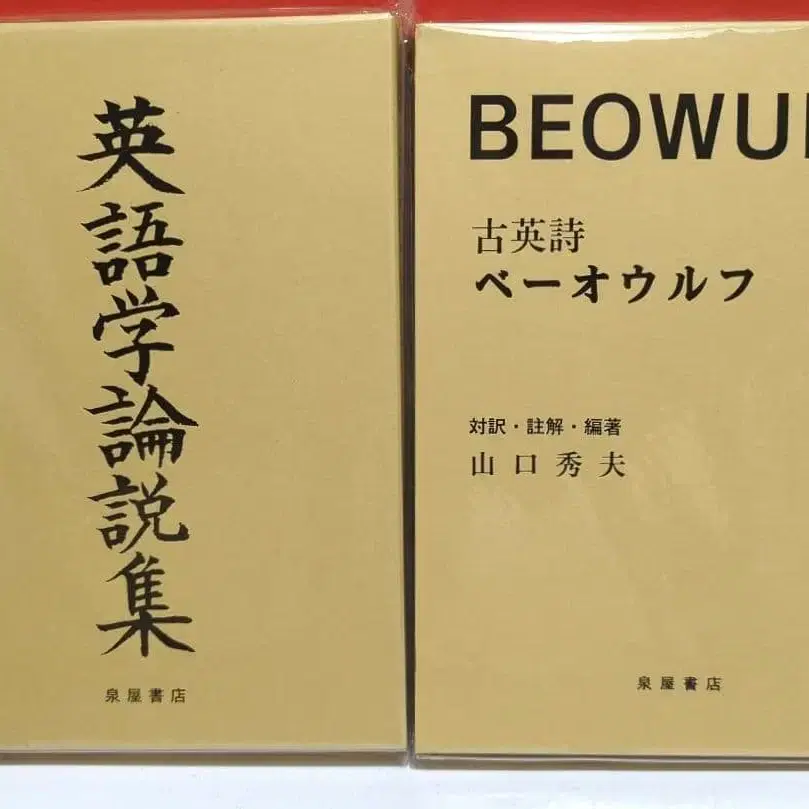 英語学論説集
泉屋書店
BEOWUL
古英詩
ベーオウルフ
対訳・註解・編著
山口秀夫
泉屋書店